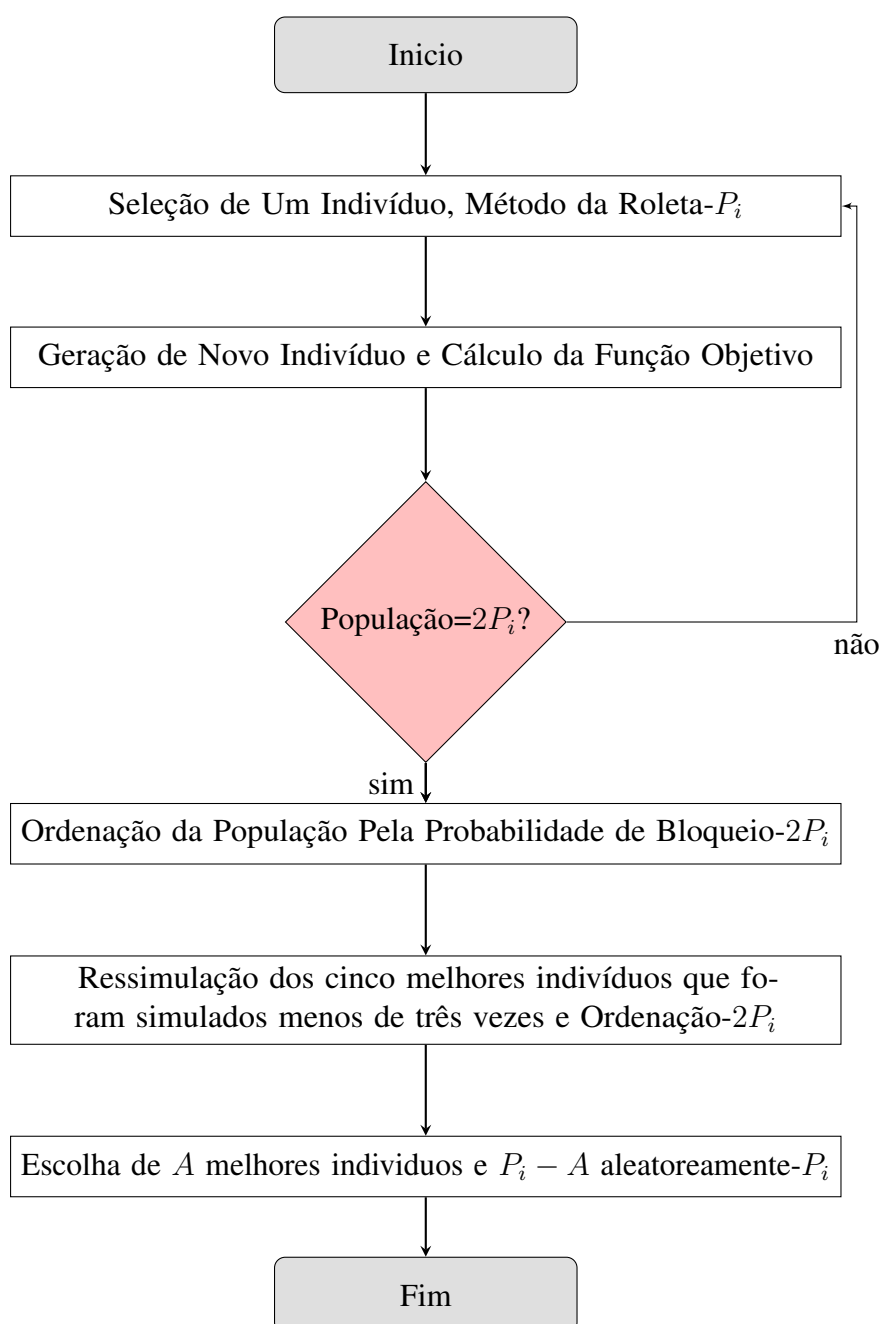 Inicio
Seleção de Um Indivíduo, Método da Roleta-$P_i$
Geração de Novo Indivíduo e Cálculo da Função Objetivo
População=$2P_i$?
não
sim
Ordenação da População Pela Probabilidade de Bloqueio-$2P_i$
Ressimulação dos cinco melhores indivíduos que fo-
ram simulados menos de três vezes e Ordenação-$2P_i$
Escolha de $A$ melhores individuos e $P_i - A$ aleatoreamente-$P_i$
Fim